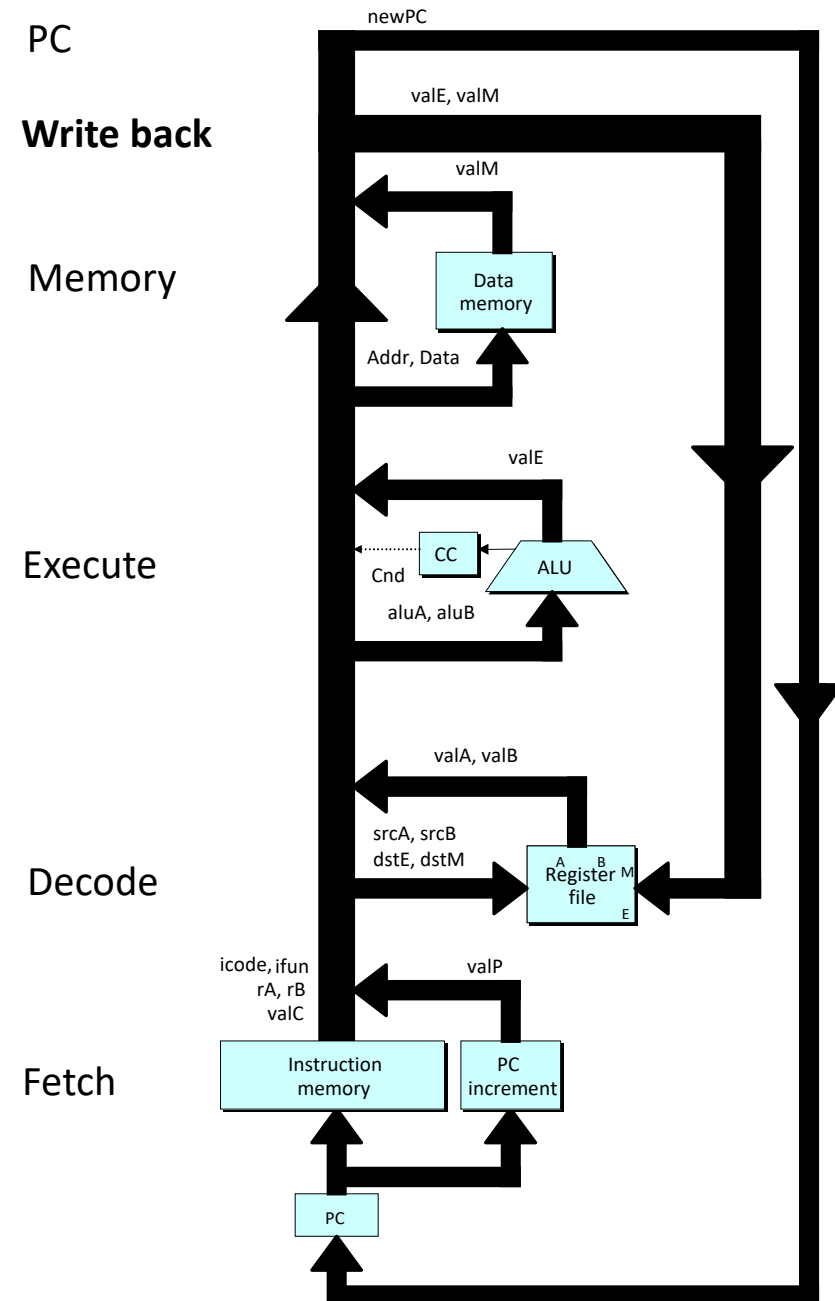 newPC
PC
valE, valM
Write back
valM
Memory
Data
memory
Addr, Data
valE
Execute
CC
ALU
Cnd
aluA, aluB
valA, valB
srcA, srcB
dstE, dstM
Decode
A B
Register M
file
E
icode, ifun
rA, rB
valC
valP
Fetch
Instruction
memory
PC
increment
PC